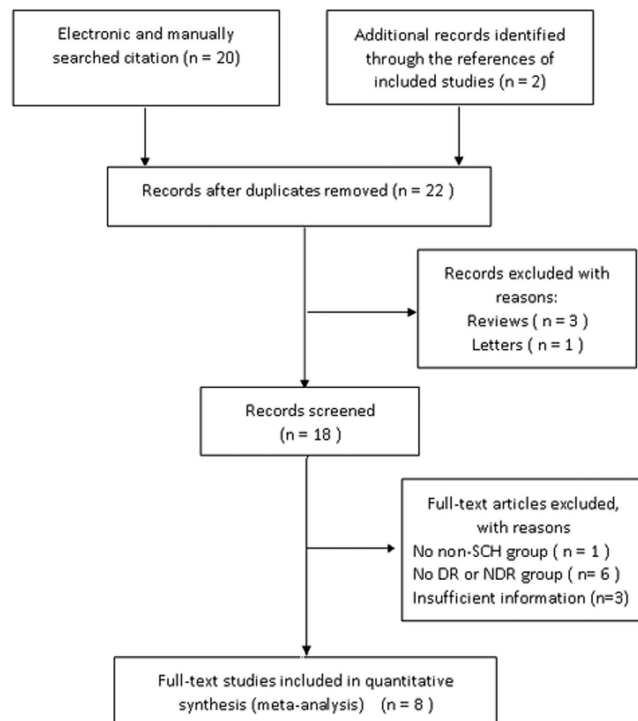 Electronic and manually
searched citation (n = 20)
Additional records identified
through the references of
included studies (n = 2)
Records after duplicates removed (n = 22 )
Records excluded with
reasons:
Reviews ( n = 3 )
Letters ( n = 1 )
Records screened
(n = 18 )
Full-text articles excluded,
with reasons
No non-SCH group ( n = 1 )
No DR or NDR group ( n= 6 )
Insufficient information (n=3)
Full-text studies included in quantitative
synthesis (meta-analysis) (n = 8 )